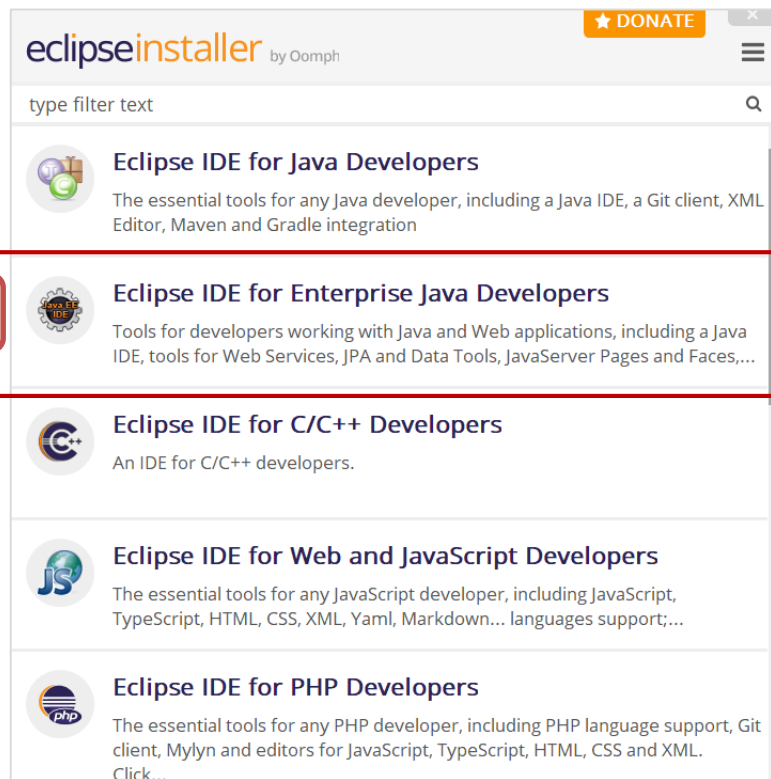 ★ DONATE
eclipseinstaller by Oomph
type filter text
Eclipse IDE for Java Developers
The essential tools for any Java developer, including a Java IDE, a Git client, XML
Editor, Maven and Gradle integration
Java EE
IDE
Eclipse IDE for Enterprise Java Developers
Tools for developers working with Java and Web applications, including a Java
IDE, tools for Web Services, JPA and Data Tools, JavaServer Pages and Faces,...
C++
Eclipse IDE for C/C++ Developers
An IDE for C/C++ developers.
JS
Eclipse IDE for Web and JavaScript Developers
The essential tools for any JavaScript developer, including JavaScript,
TypeScript, HTML, CSS, XML, Yaml, Markdown... languages support;...
php
Eclipse IDE for PHP Developers
The essential tools for any PHP developer, including PHP language support, Git
client, Mylyn and editors for JavaScript, TypeScript, HTML, CSS and XML.
Click...